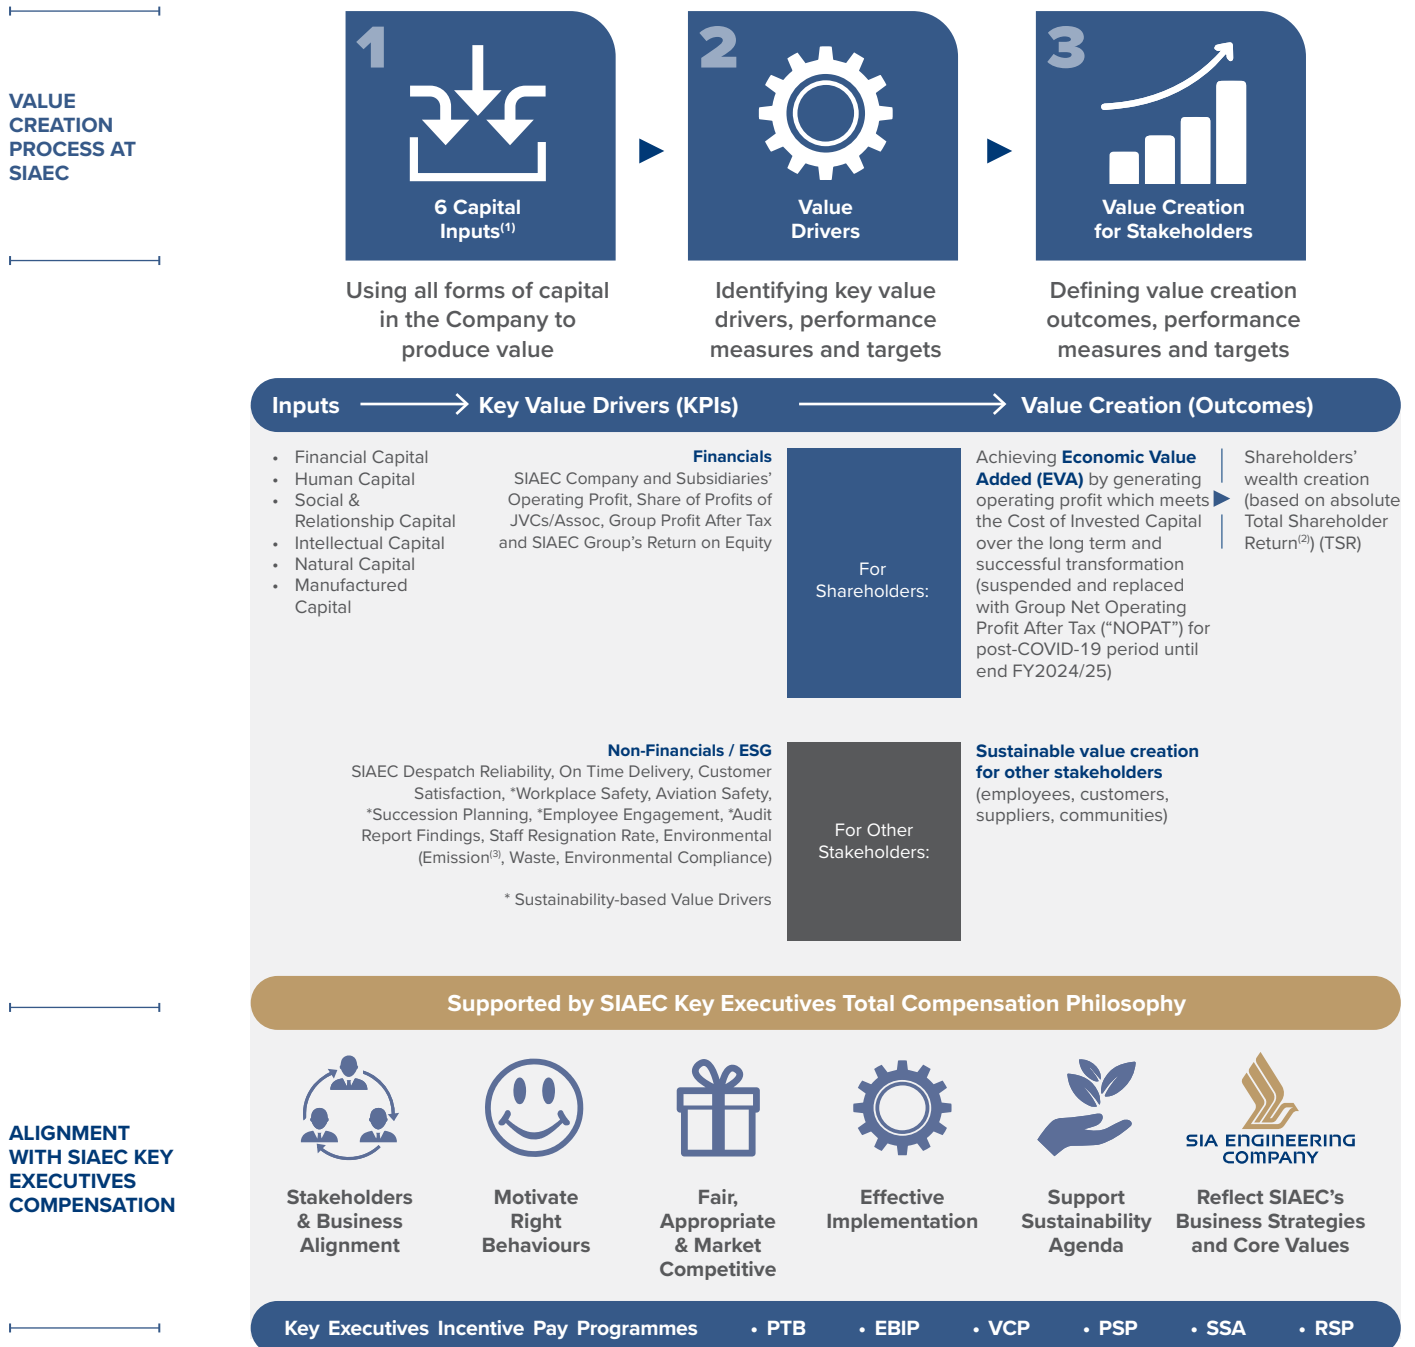 VALUE
CREATION
PROCESS AT
SIAEC
1
6 Capital
Inputs(1)
Using all forms of capital
in the Company to
produce value
2
Value
Drivers
Identifying key value
drivers, performance
measures and targets
3
Value Creation
for Stakeholders
Defining value creation
outcomes, performance
measures and targets
Inputs
Key Value Drivers (KPIs)
Value Creation (Outcomes)
• Financial Capital
• Human Capital
• Social &
Relationship Capital
• Intellectual Capital
• Natural Capital
• Manufactured
Capital
Financials
SIAEC Company and Subsidiaries’
Operating Profit, Share of Profits of
JVCs/Assoc, Group Profit After Tax
and SIAEC Group’s Return on Equity
For
Shareholders:
Achieving Economic Value
Added (EVA) by generating
operating profit which meets
the Cost of Invested Capital
over the long term and
successful transformation
(suspended and replaced
with Group Net Operating
Profit After Tax (“NOPAT”) for
post-COVID-19 period until
end FY2024/25)
Shareholders’
wealth creation
(based on absolute
Total Shareholder
Return(2)) (TSR)
Non-Financials / ESG
SIAEC Despatch Reliability, On Time Delivery, Customer
Satisfaction, *Workplace Safety, Aviation Safety,
*Succession Planning, *Employee Engagement, *Audit
Report Findings, Staff Resignation Rate, Environmental
(Emission(3), Waste, Environmental Compliance)
* Sustainability-based Value Drivers
For Other
Stakeholders:
Sustainable value creation
for other stakeholders
(employees, customers,
suppliers, communities)
Supported by SIAEC Key Executives Total Compensation Philosophy
ALIGNMENT
WITH SIAEC KEY
EXECUTIVES
COMPENSATION
Stakeholders
& Business
Alignment
Motivate
Right
Behaviours
Fair,
Appropriate
& Market
Competitive
Effective
Implementation
Support
Sustainability
Agenda
SIA ENGINEERING
COMPANY
Reflect SIAEC’s
Business Strategies
and Core Values
Key Executives Incentive Pay Programmes • PTB • EBIP • VCP • PSP • SSA • RSP